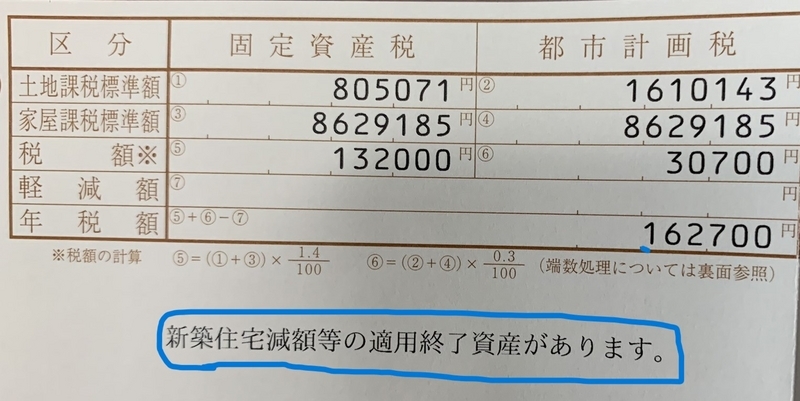 区分 固定資産税 都市計画税
土地課税標準額 ① 805071 円 ② 1610143 円
家屋課税標準額 ③ 8629185 円 ④ 8629185 円
税額※ ⑤ 132000 円 ⑥ 30700 円
軽減額 ⑦ 円
年税額 ⑤+⑥-⑦ 162700 円
※税額の計算 ⑤=(①+③)×1.4/100 ⑥=(②+④)×0.3/100 (端数処理については裏面参照)
新築住宅減額等の適用終了資産があります。